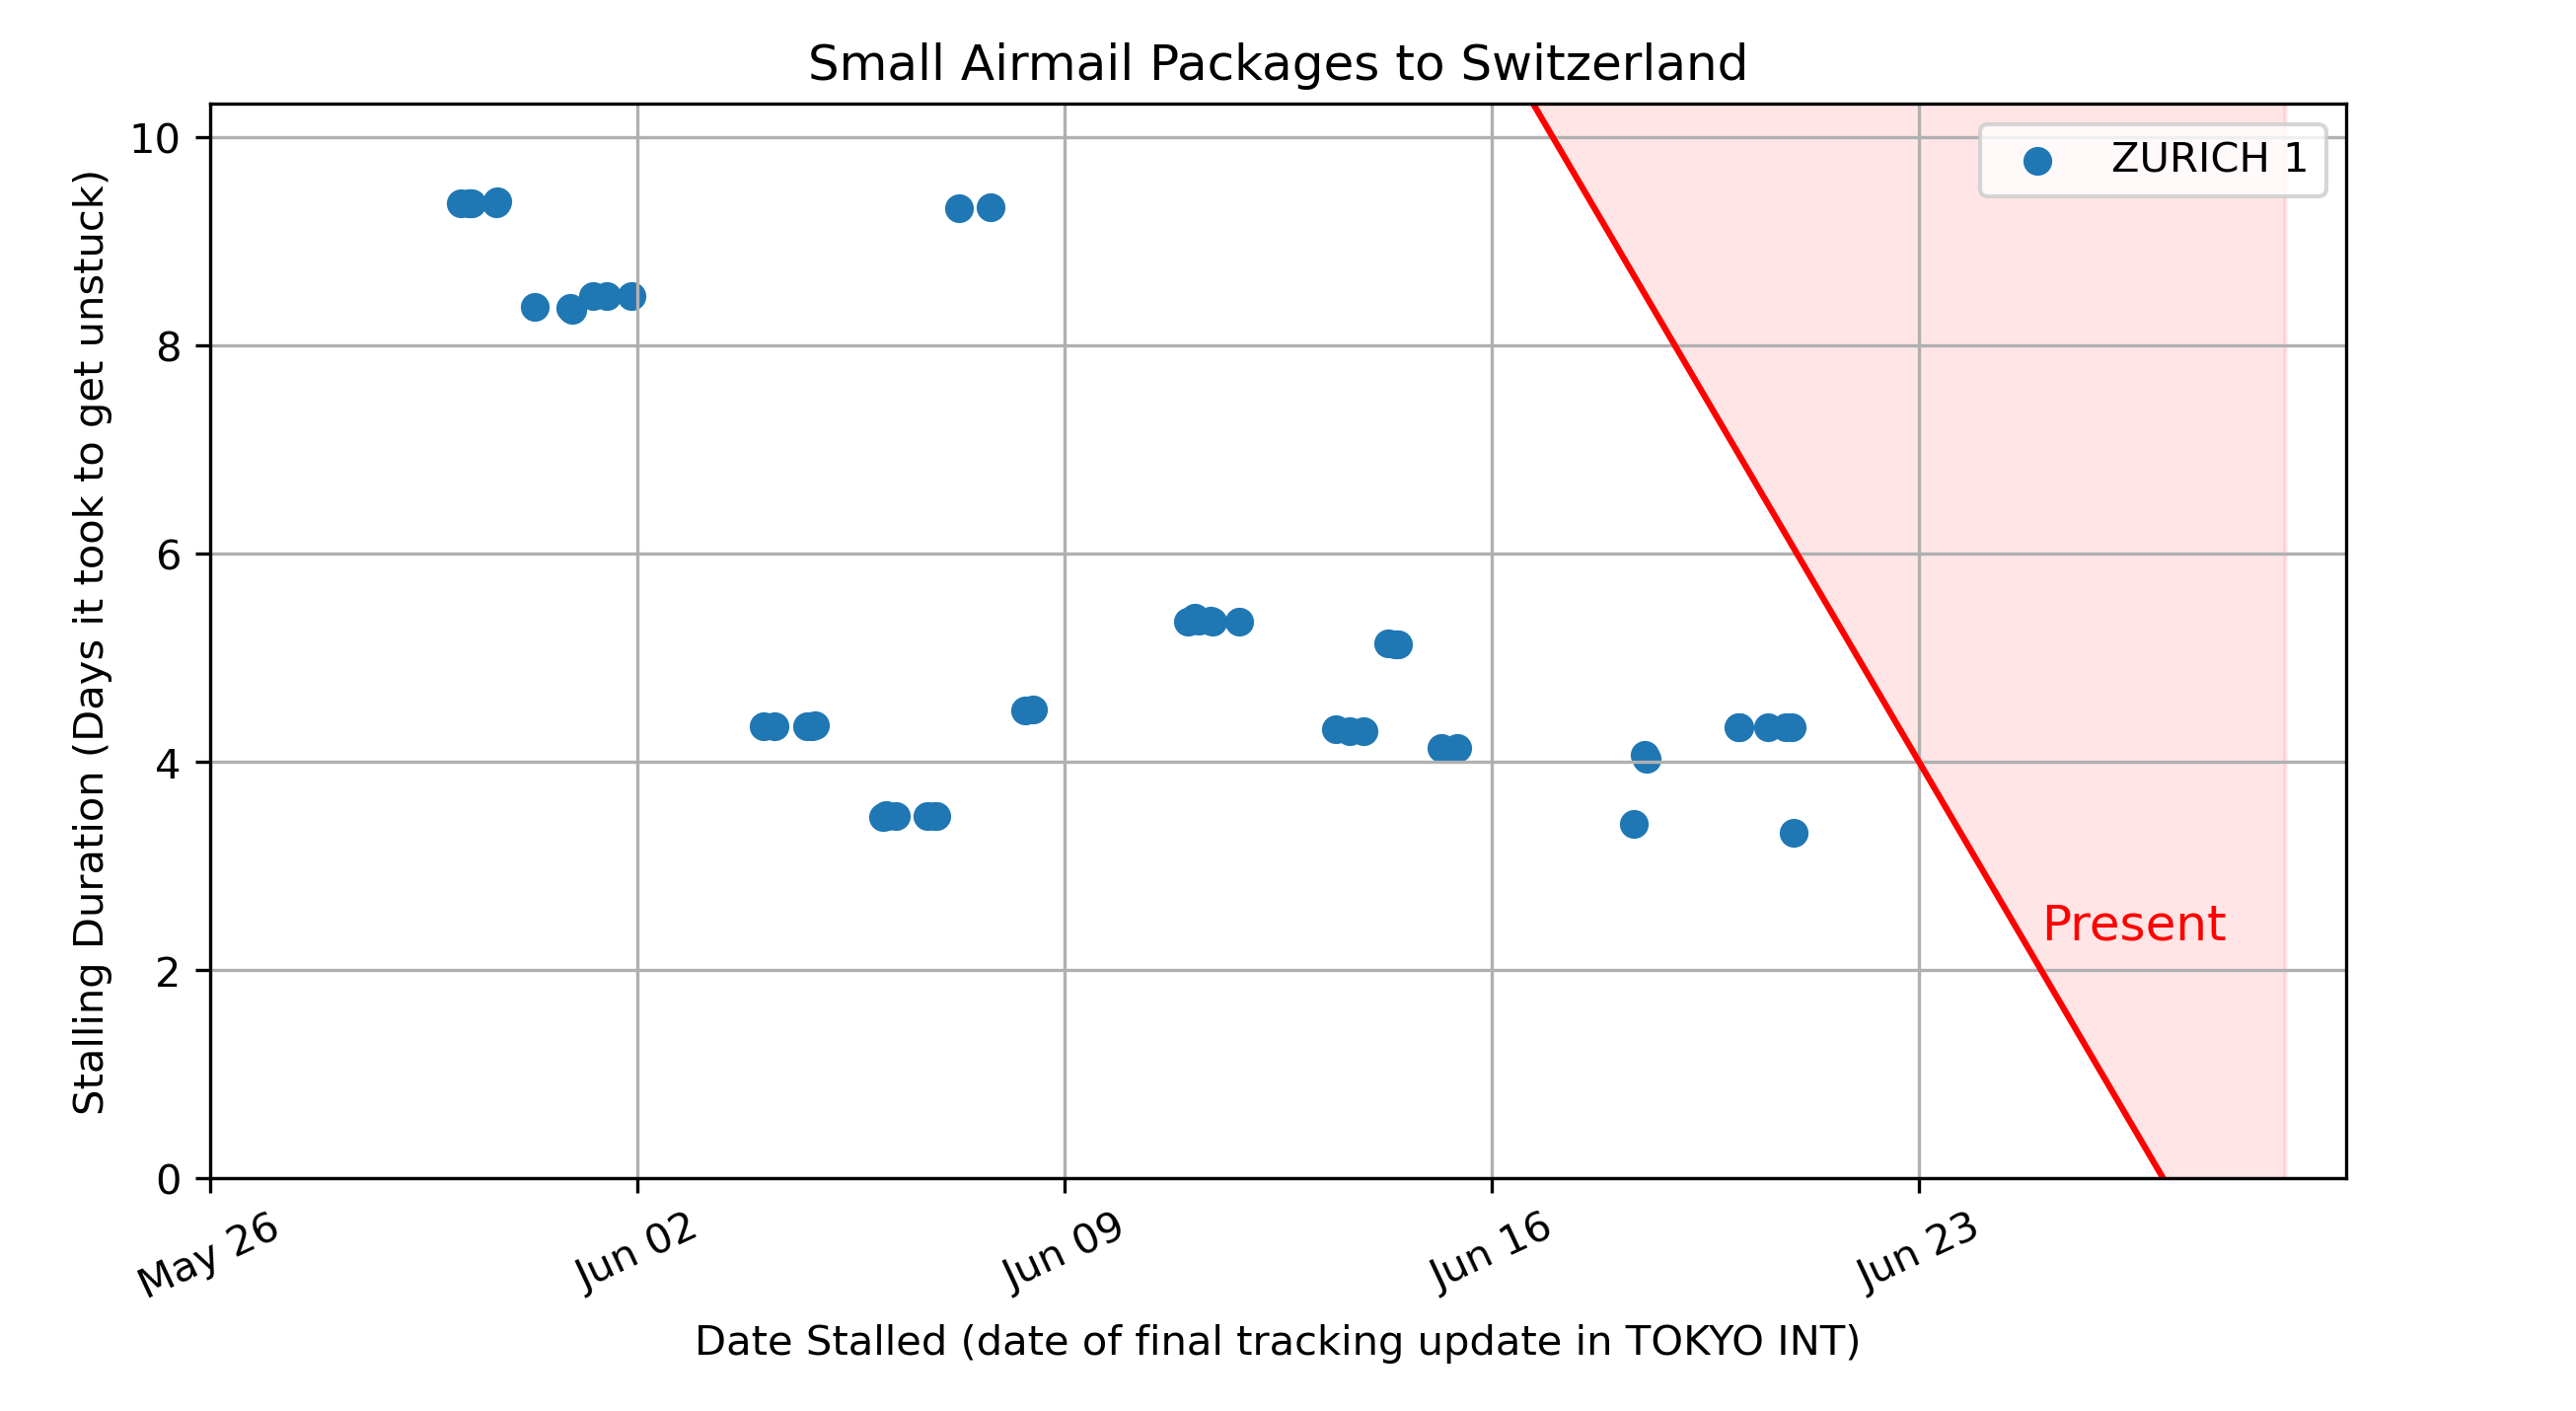 Small Airmail Packages to Switzerland
Stalling Duration (Days it took to get unstuck)
10
8
6
4
2
0
ZURICH 1
Present
May 26
Jun 02
Jun 09
Jun 16
Jun 23
Date Stalled (date of final tracking update in TOKYO INT)